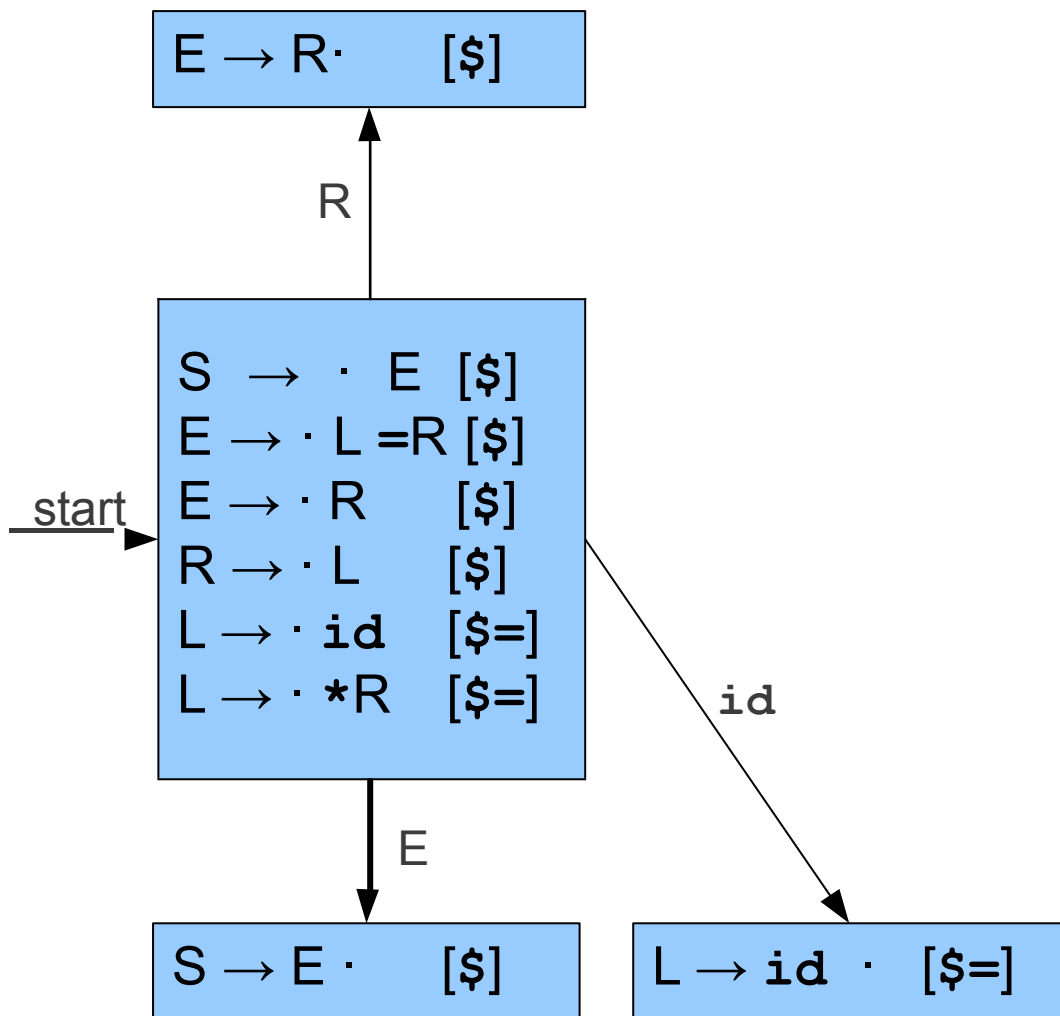 E → R· [$]
R
S → · E [$]
E → · L =R [$]
E → · R [$]
R → · L [$]
L → · id [$=]
L → · *R [$=]
start
id
E
S → E · [$]
L → id · [$=]